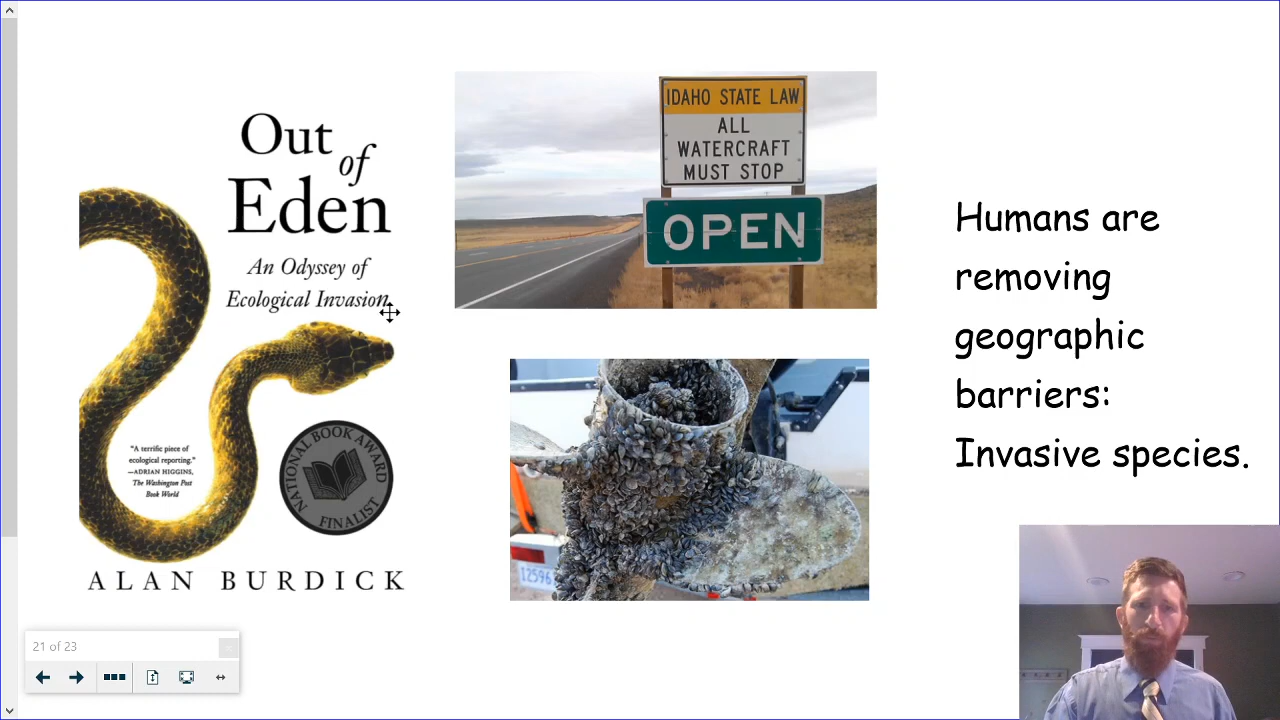 Out
of
Eden
An Odyssey of
Ecological Invasion
"A terrific piece of
ecological reporting."
—ADRIAN HIGGINS,
The Washington Post
Book World
NATIONAL BOOK AWARD
FINALIST
ALAN BURDICK
IDAHO STATE LAW
ALL
WATERCRAFT
MUST STOP
OPEN
12596
Humans are
removing
geographic
barriers:
Invasive species.
21 of 23